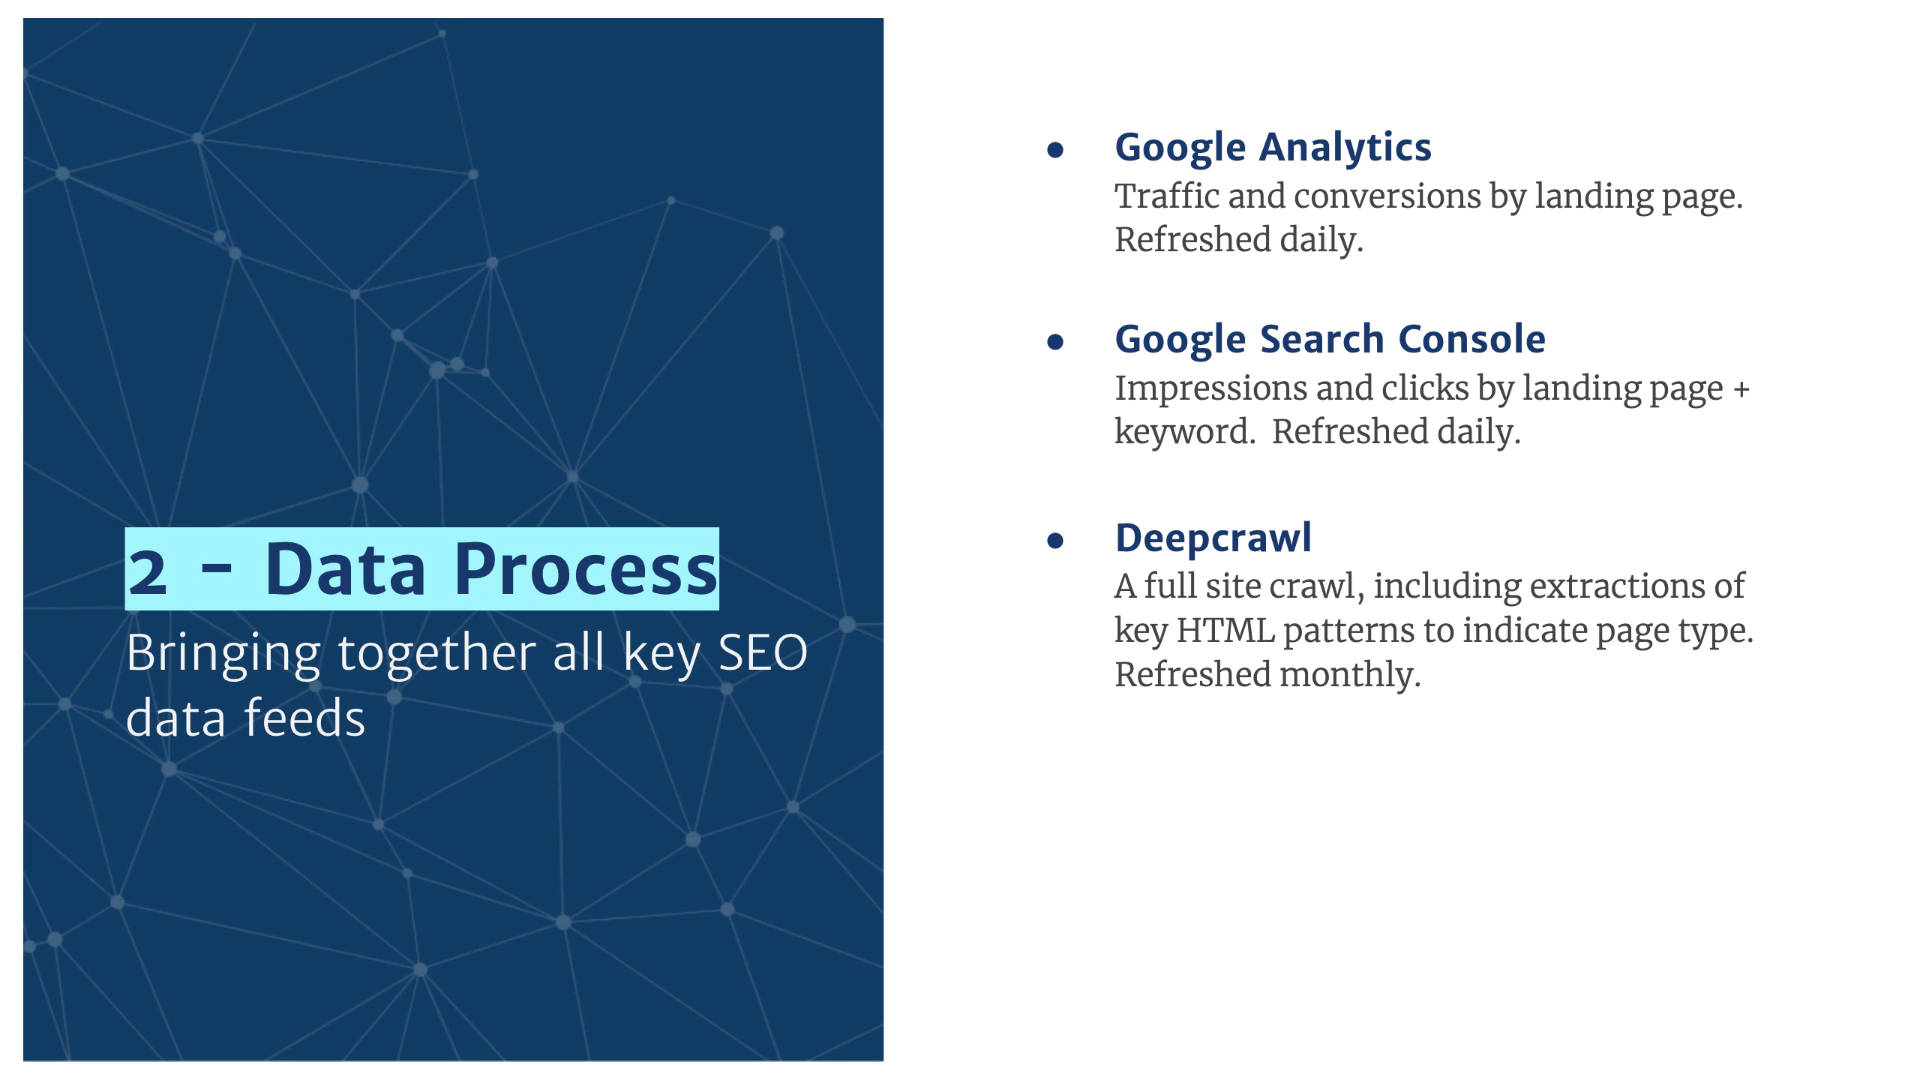 2 - Data Process
Bringing together all key SEO
data feeds
● Google Analytics
Traffic and conversions by landing page.
Refreshed daily.
● Google Search Console
Impressions and clicks by landing page +
keyword.  Refreshed daily.
● Deepcrawl
A full site crawl, including extractions of
key HTML patterns to indicate page type.
Refreshed monthly.